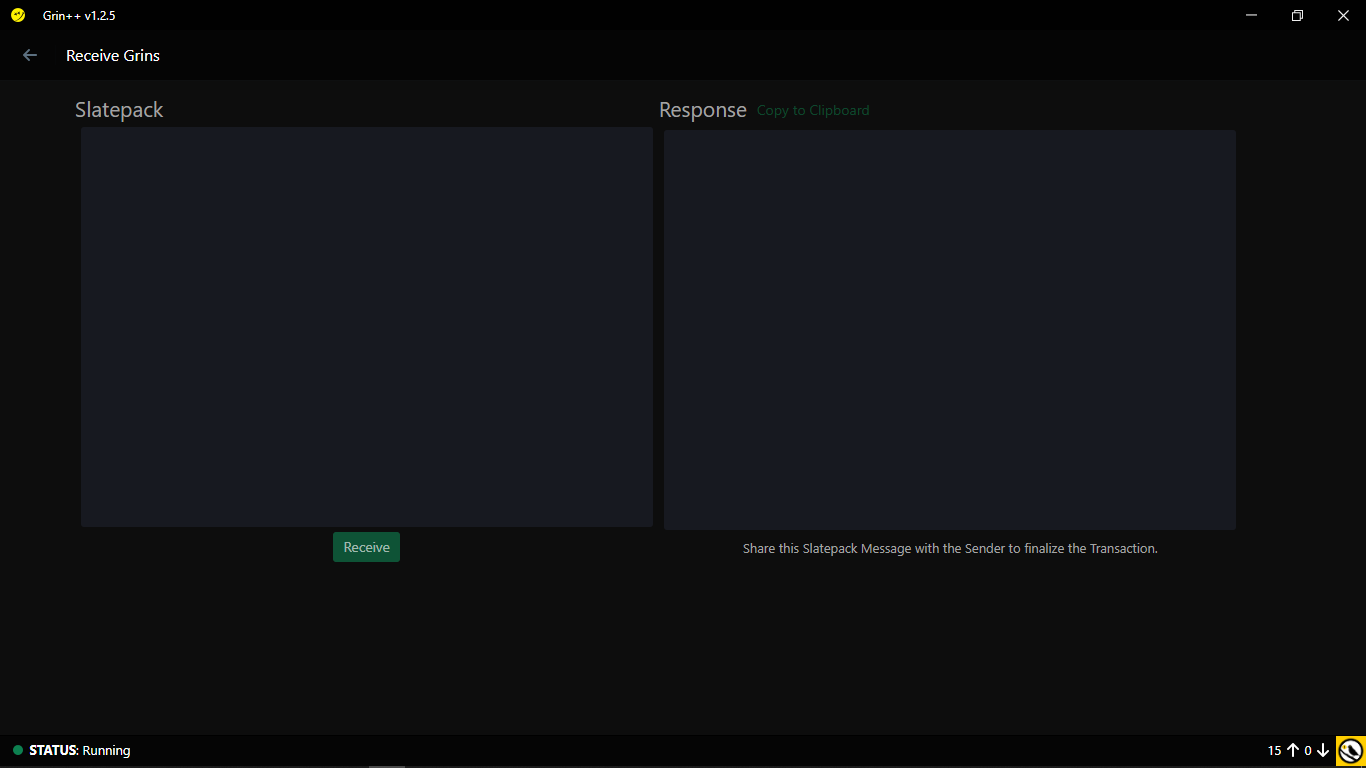 Grin++ v1.2.5
Receive Grins
Slatepack
Response Copy to Clipboard
Receive
Share this Slatepack Message with the Sender to finalize the Transaction.
STATUS: Running
15 0